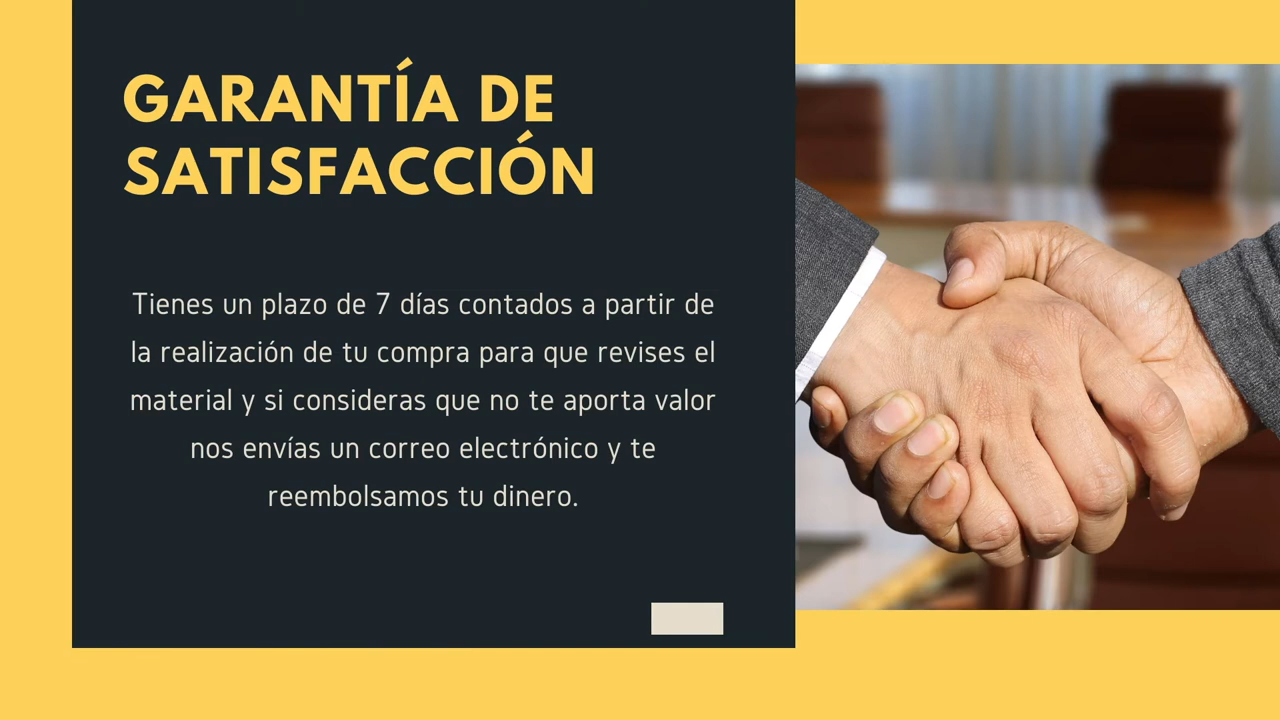 GARANTÍA DE
SATISFACCIÓN
Tienes un plazo de 7 días contados a partir de
la realización de tu compra para que revises el
material y si consideras que no te aporta valor
nos envías un correo electrónico y te
reembolsamos tu dinero.